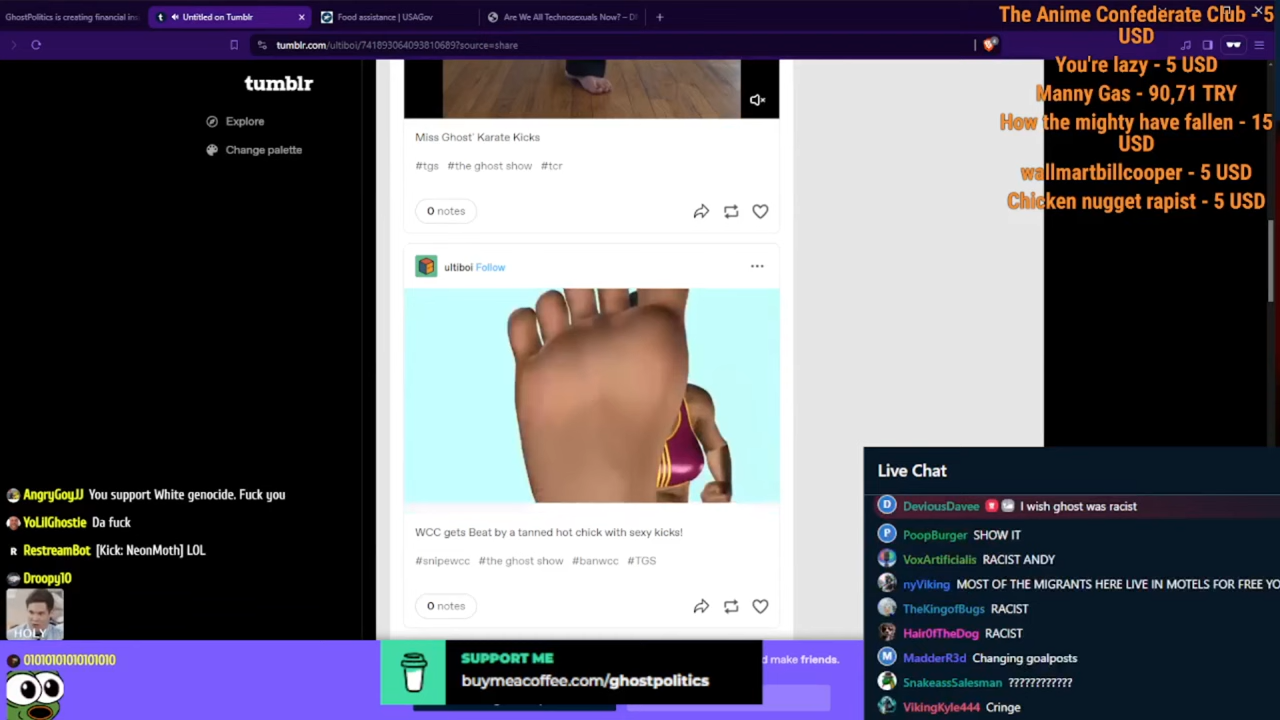 GhostPolitics is creating financial in
Untitled on Tumblr
Food assistance | USAGov
Are We All Technosexuals Now? – D
tumblr.com/ultiboi/741893064093810689?source=share
The Anime Confederate Club - 5
USD
You're lazy - 5 USD
Manny Gas - 90,71 TRY
How the mighty have fallen - 15
USD
wallmartbillcooper - 5 USD
Chicken nugget rapist - 5 USD
tumblr
Explore
Change palette
Miss Ghost' Karate Kicks
#tgs #the ghost show #tcr
0 notes
ultiboi Follow
WCC gets Beat by a tanned hot chick with sexy kicks!
#snipewcc #the ghost show #banwcc #TGS
0 notes
AngryGoyJJ You support White genocide. Fuck you
YoLilGhostie Da fuck
R RestreamBot [Kick: NeonMoth] LOL
Droopy10
HOLY
01010101010101010
SUPPORT ME
buymeacoffee.com/ghostpolitics
d make friends.
Live Chat
D DeviousDavee I wish ghost was racist
P PoopBurger SHOW IT
VoxArtificialis RACIST ANDY
nyViking MOST OF THE MIGRANTS HERE LIVE IN MOTELS FOR FREE YO
TheKingofBugs RACIST
Hair0fTheDog RACIST
M MadderR3d Changing goalposts
SnakeassSalesman ????????????
VikingKyle444 Cringe